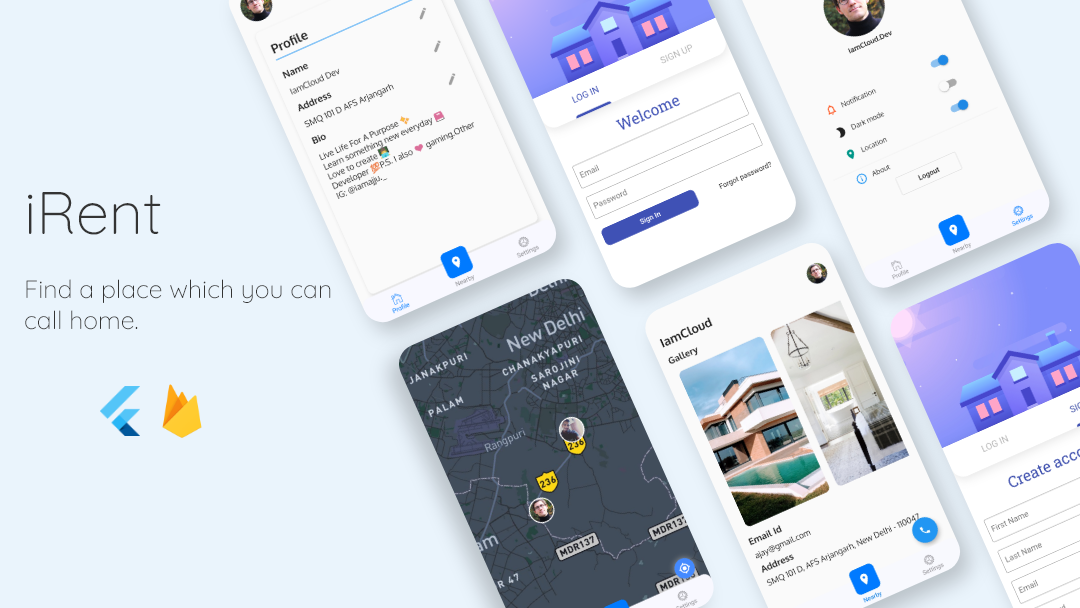 iRent
Find a place which you can
call home.
Profile
Name
IamCloud Dev
Address
SMQ 101 D AFS Arjangarh
Bio
Live Life For A Purpose ✨
Learn something new everyday
Love to create
Developer 💯P.S. I also ❤ gaming.Other
IG: @iamajju._
Profile
Nearby
Settings
LOG IN
SIGN UP
Welcome
Email
Password
Forgot password?
Sign In
IamCloud.Dev
Notification
Dark mode
Location
About
Logout
Profile
Nearby
Settings
Delhi
New Delhi
JANAKPURI
CHANAKYAPURI
SAROJINI
NAGAR
PALAM
Rangpuri
236
236
MDR137
MDR137
am
R 47
Settings
IamCloud
Gallery
Email Id
ajay@gmail.com
Address
SMQ 101 D, AFS Arjangarh, New Delhi - 110047
Nearby
Settings
LOG IN
SIG
Create acco
First Name
Last Name
Email